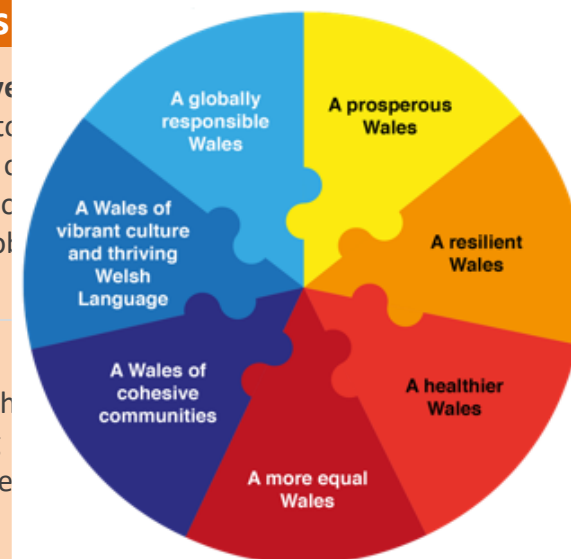 A globally
responsible
Wales
A prosperous
Wales
A Wales of
vibrant culture
and thriving
Welsh
Language
A resilient
Wales
A Wales of
cohesive
communities
A healthier
Wales
A more equal
Wales